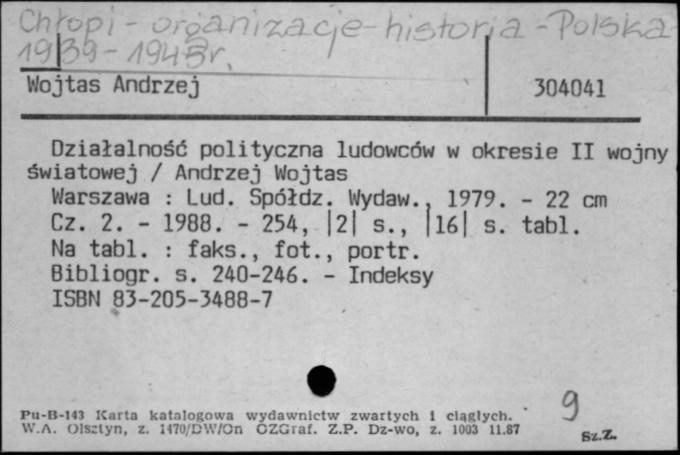 Chłopi - organizacje - historia - Polska -
1939 - 1945r.
Wojtas Andrzej
304041
Działalność polityczna ludowców w okresie II wojny
światowej / Andrzej Wojtas
Warszawa : Lud. Spółdz. Wydaw., 1979. - 22 cm
Cz. 2. - 1988. - 254, |2| s., |16| s. tabl.
Na tabl. : faks., fot., portr.
Bibliogr. s. 240-246. - Indeksy
ISBN 83-205-3488-7
9
Pu-B-143 Karta katalogowa wydawnictw zwartych i ciągłych.
W.A. Olsztyn, z. 1470/DW/On OZGraf. Z.P. Dz-wo, z. 1003 11.87
Sz.Z.